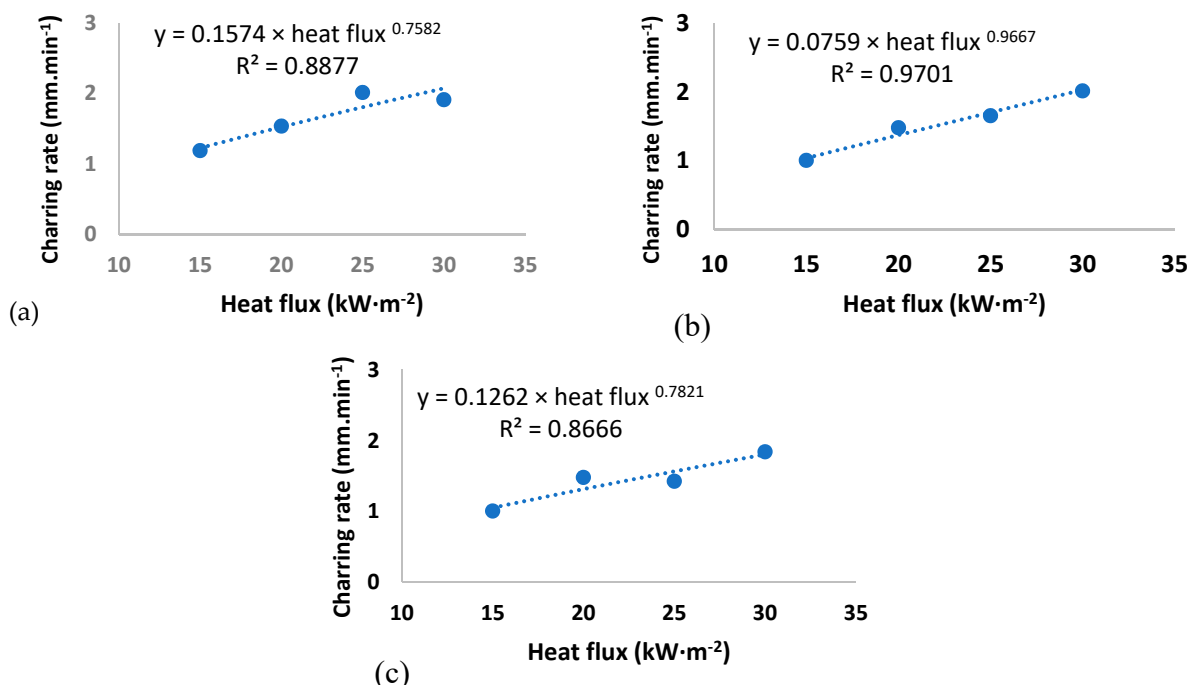 y = 0.1574 × heat flux ^0.7582
R² = 0.8877
Charring rate (mm.min⁻¹)
3
2
1
0
10 15 20 25 30 35
Heat flux (kW·m⁻²)
(a)
y = 0.0759 × heat flux ^0.9667
R² = 0.9701
Charring rate (mm.min⁻¹)
3
2
1
0
10 15 20 25 30 35
Heat flux (kW·m⁻²)
(b)
y = 0.1262 × heat flux ^0.7821
R² = 0.8666
Charring rate (mm.min⁻¹)
3
2
1
0
10 15 20 25 30 35
Heat flux (kW·m⁻²)
(c)